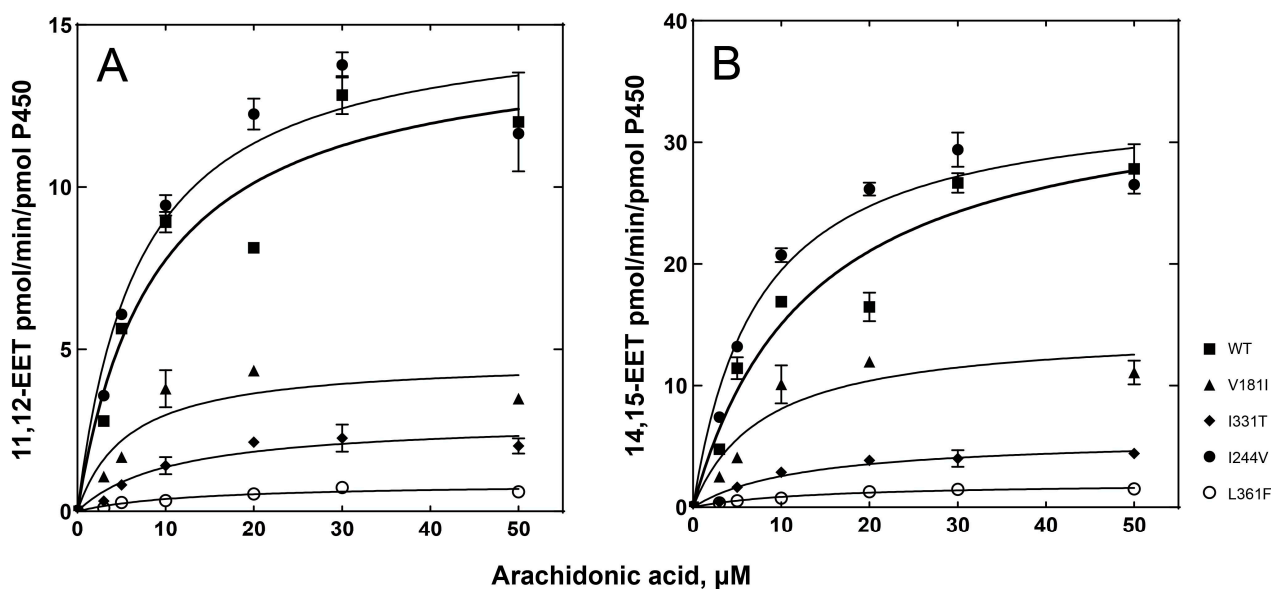 A
11,12-EET pmol/min/pmol P450
15
10
5
0
0 10 20 30 40 50
B
14,15-EET pmol/min/pmol P450
40
30
20
10
0
0 10 20 30 40 50
WT
V181I
I331T
I244V
L361F
Arachidonic acid, µM